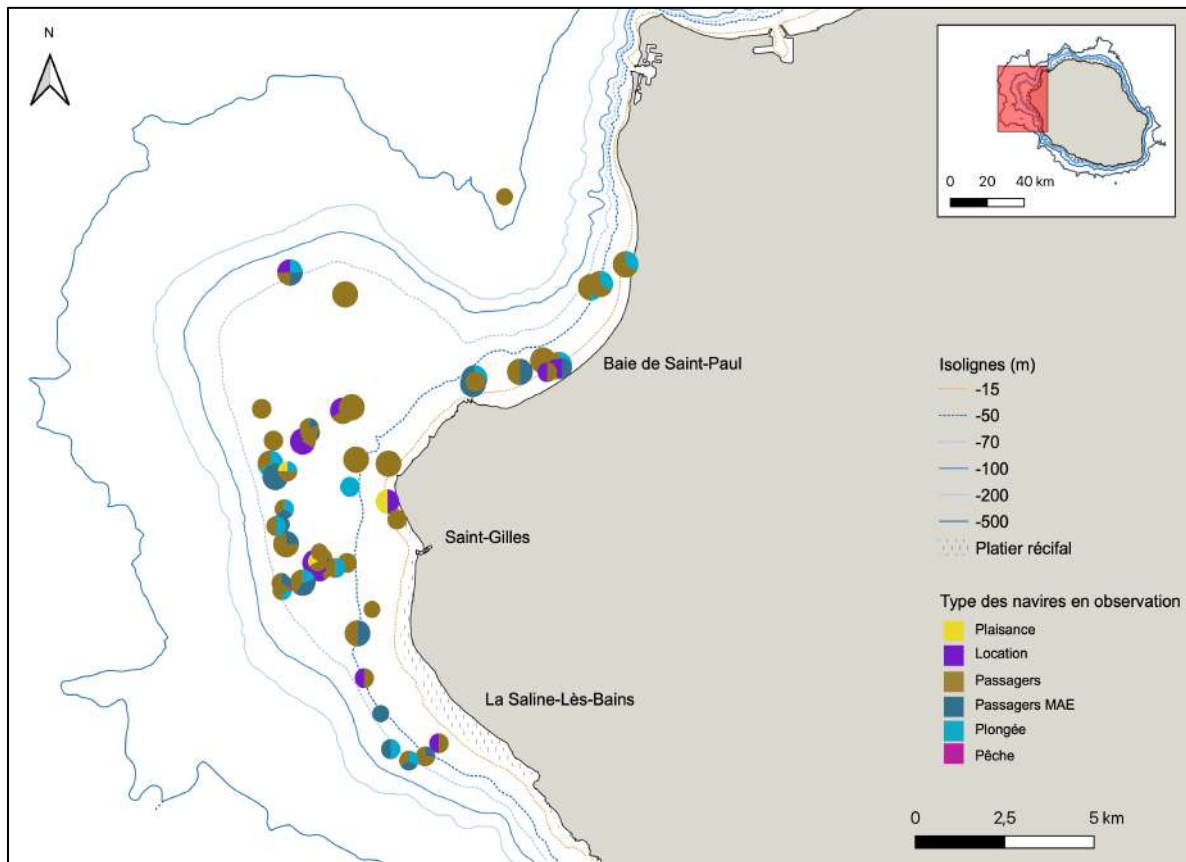 N
0 20 40 km
Baie de Saint-Paul
Saint-Gilles
La Saline-Lès-Bains
Isolignes (m)
-15
-50
-70
-100
-200
-500
Platier récifal
Type des navires en observation
Plaisance
Location
Passagers
Passagers MAE
Plongée
Pêche
0 2,5 5 km